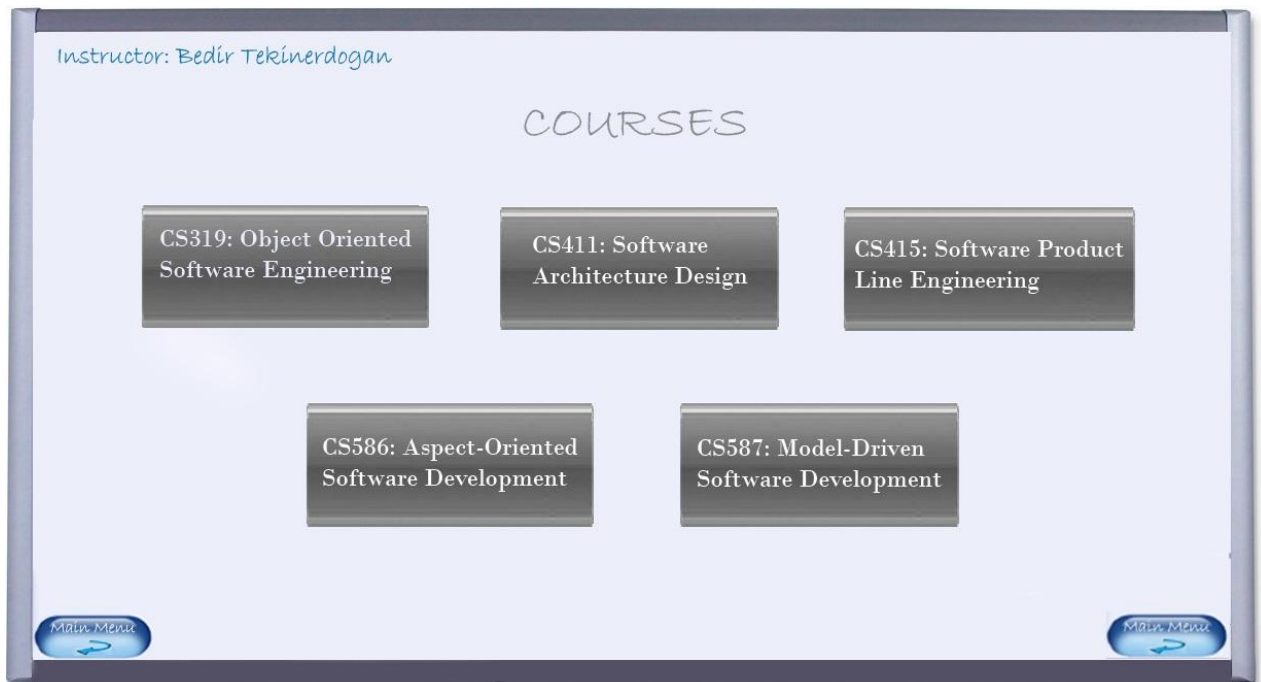 Instructor: Bedir Tekinerdogan
COURSES
CS319: Object Oriented
Software Engineering
CS411: Software
Architecture Design
CS415: Software Product
Line Engineering
CS586: Aspect-Oriented
Software Development
CS587: Model-Driven
Software Development
Main Menu
Main Menu